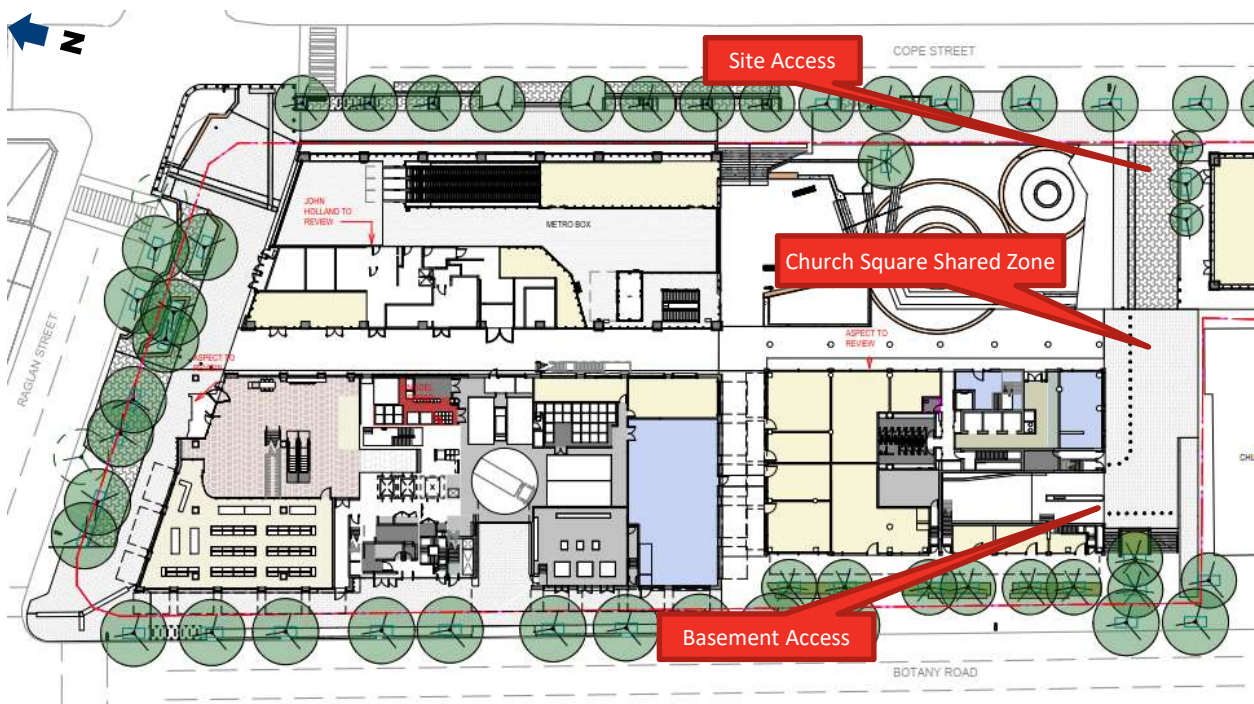 N
COPE STREET
Site Access
JOHN
HOLLAND TO
REVIEW
METRO BOX
Church Square Shared Zone
RAGLAN STREET
ASPECT TO
REVIEW
ASPECT TO
REVIEW
Basement Access
BOTANY ROAD